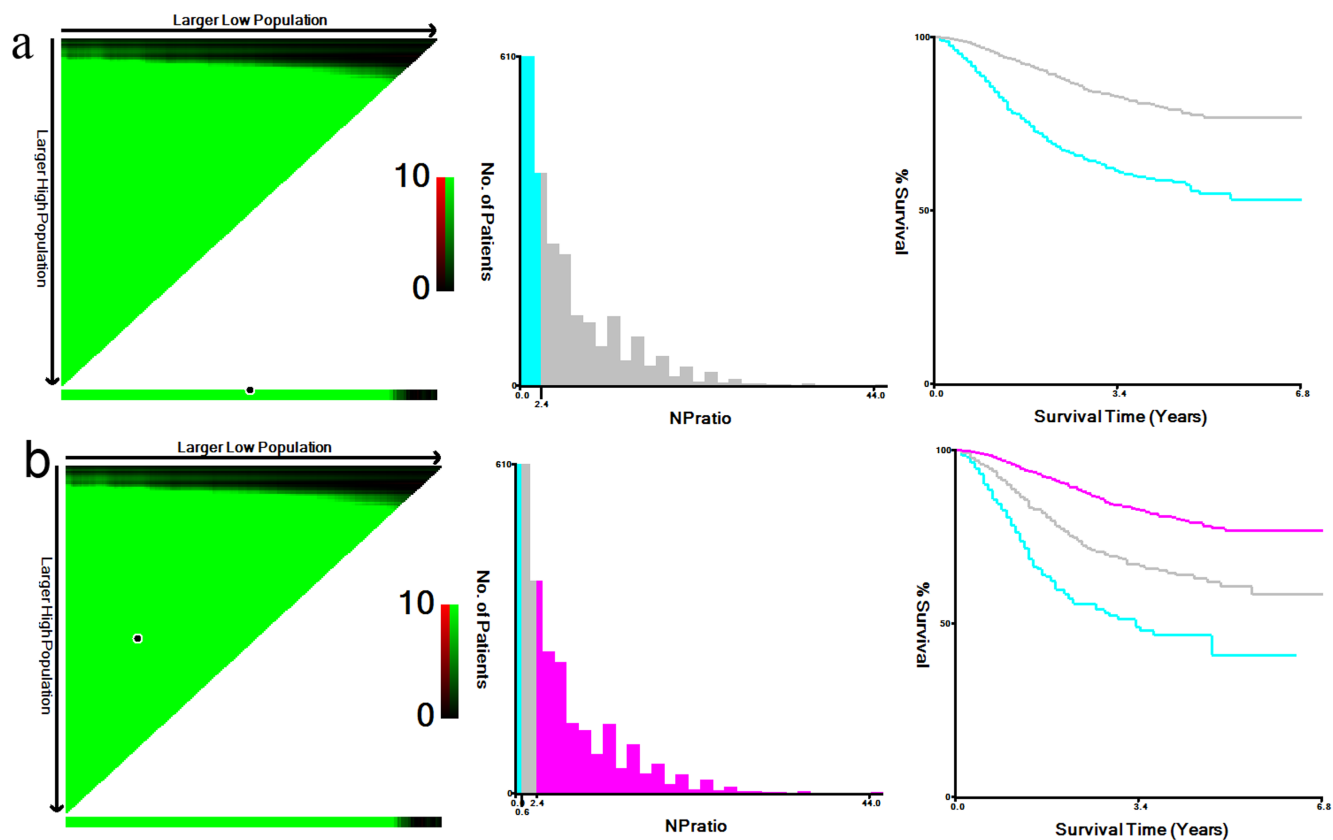 a
Larger Low Population
Larger High Population
10
0
610
No. of Patients
0
0.0
2.4
44.0
NPratio
100
% Survival
50
0
0.0
3.4
6.8
Survival Time (Years)
b
Larger Low Population
Larger High Population
10
0
610
No. of Patients
0
0.6
2.4
44.0
NPratio
100
% Survival
50
0
0.0
3.4
6.8
Survival Time (Years)